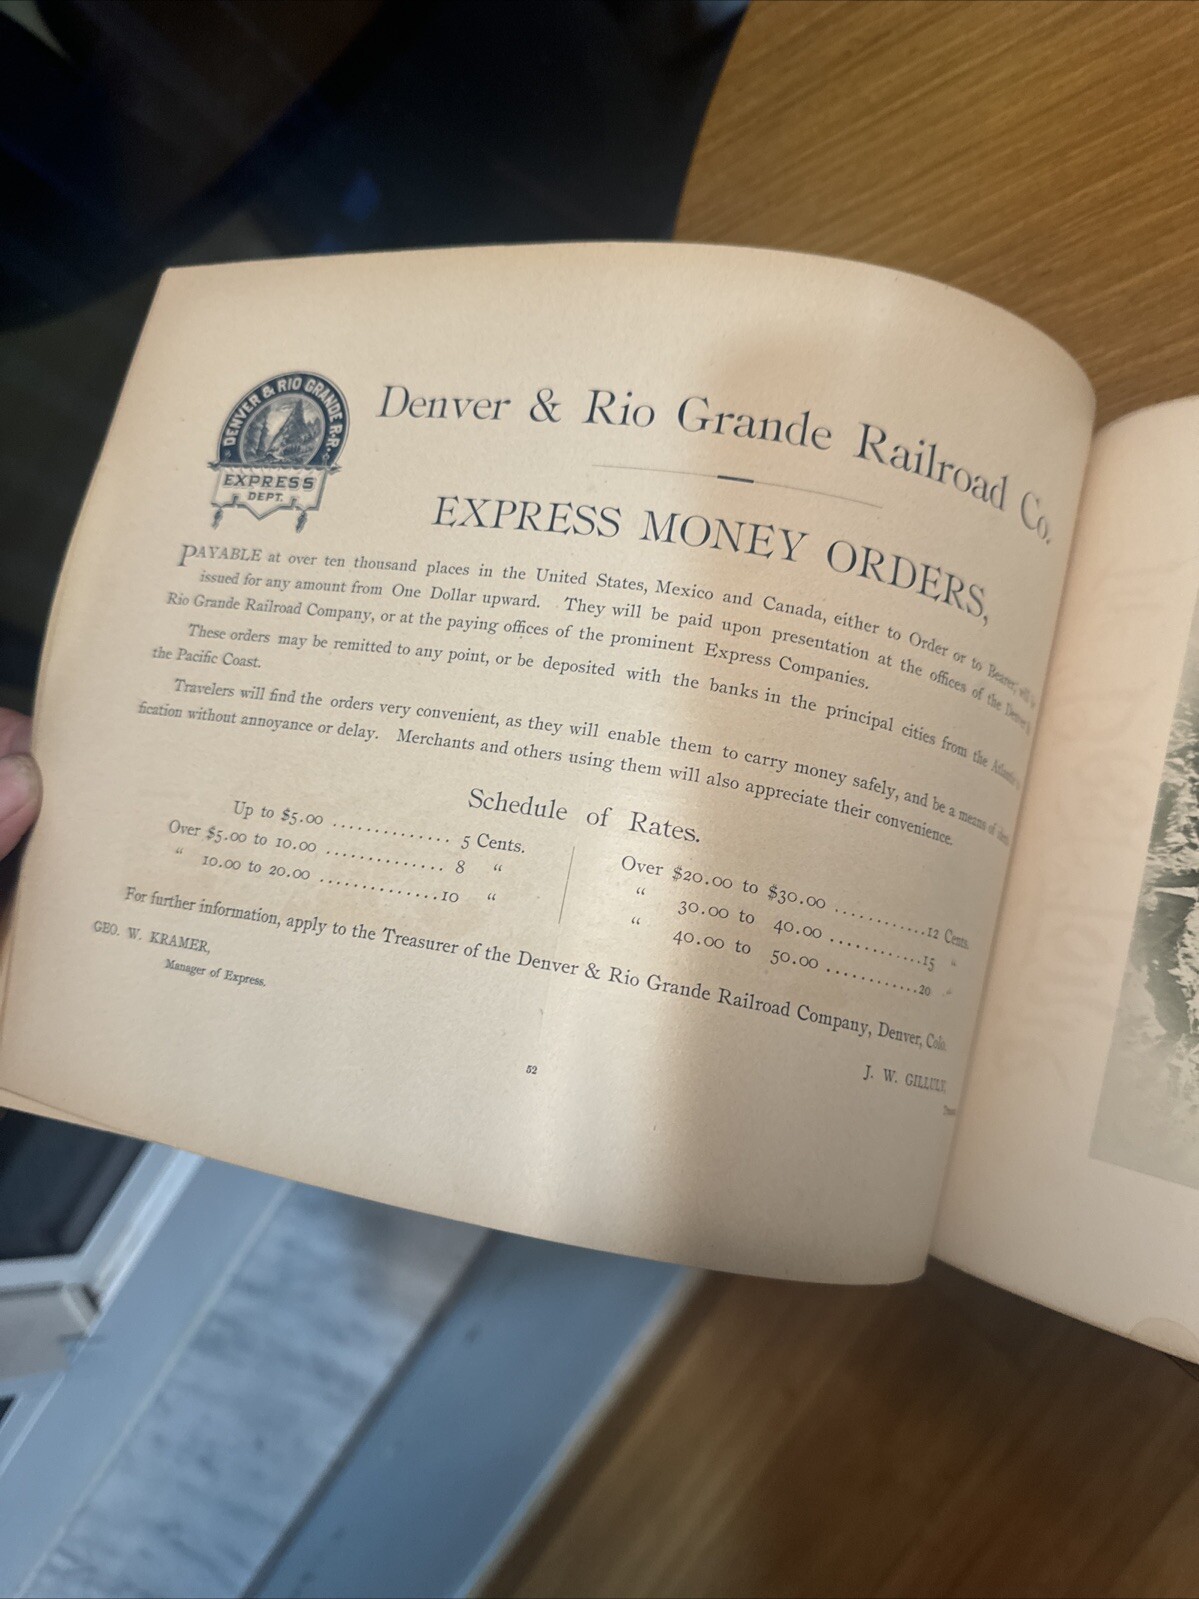 DENVER & RIO GRANDE R.R.
EXPRESS
DEPT.
Denver & Rio Grande Railroad Co.
EXPRESS MONEY ORDERS,
PAYABLE at over ten thousand places in the United States, Mexico and Canada, either to Order or to Bearer, will be
issued for any amount from One Dollar upward. They will be paid upon presentation at the offices of the Denver &
Rio Grande Railroad Company, or at the paying offices of the prominent Express Companies.
These orders may be remitted to any point, or be deposited with the banks in the principal cities from the Atlantic
the Pacific Coast.
Travelers will find the orders very convenient, as they will enable them to carry money safely, and be a means of
fication without annoyance or delay. Merchants and others using them will also appreciate their convenience.
Schedule of Rates.
Up to $5.00 ............. 5 Cents.
Over $5.00 to 10.00 ............. 8 “
“ 10.00 to 20.00 .............10 “
Over $20.00 to $30.00 ...........12 Cents.
“ 30.00 to 40.00 ...........15 “
“ 40.00 to 50.00 ...........20 “
For further information, apply to the Treasurer of the Denver & Rio Grande Railroad Company, Denver, Colo.
GEO. W. KRAMER,
Manager of Express.
J. W. GILLULY,
52